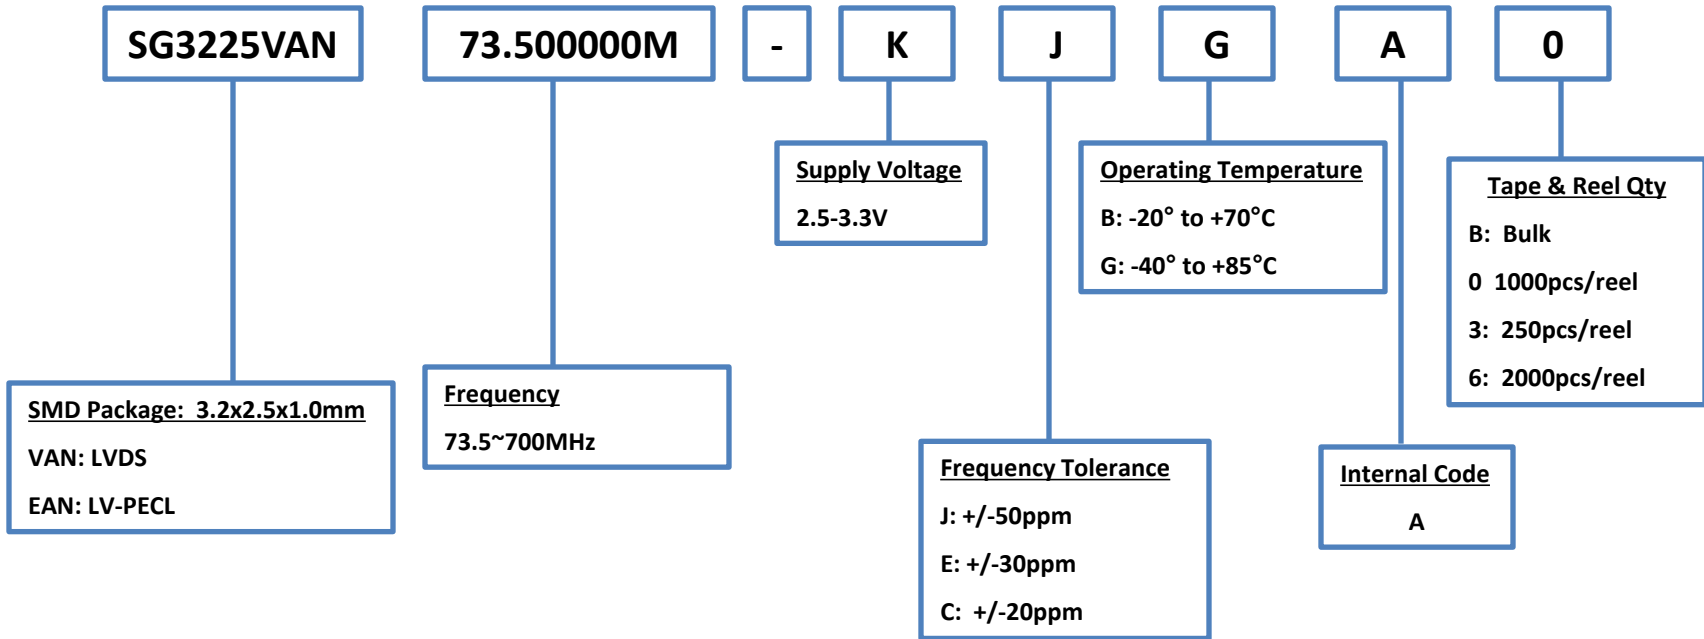 SG3225VAN 73.500000M - K J G A 0
Supply Voltage
2.5-3.3V
Operating Temperature
B: -20° to +70°C
G: -40° to +85°C
Tape & Reel Qty
B: Bulk
0 1000pcs/reel
3: 250pcs/reel
6: 2000pcs/reel
SMD Package: 3.2x2.5x1.0mm
VAN: LVDS
EAN: LV-PECL
Frequency
73.5~700MHz
Frequency Tolerance
J: +/-50ppm
E: +/-30ppm
C: +/-20ppm
Internal Code
A